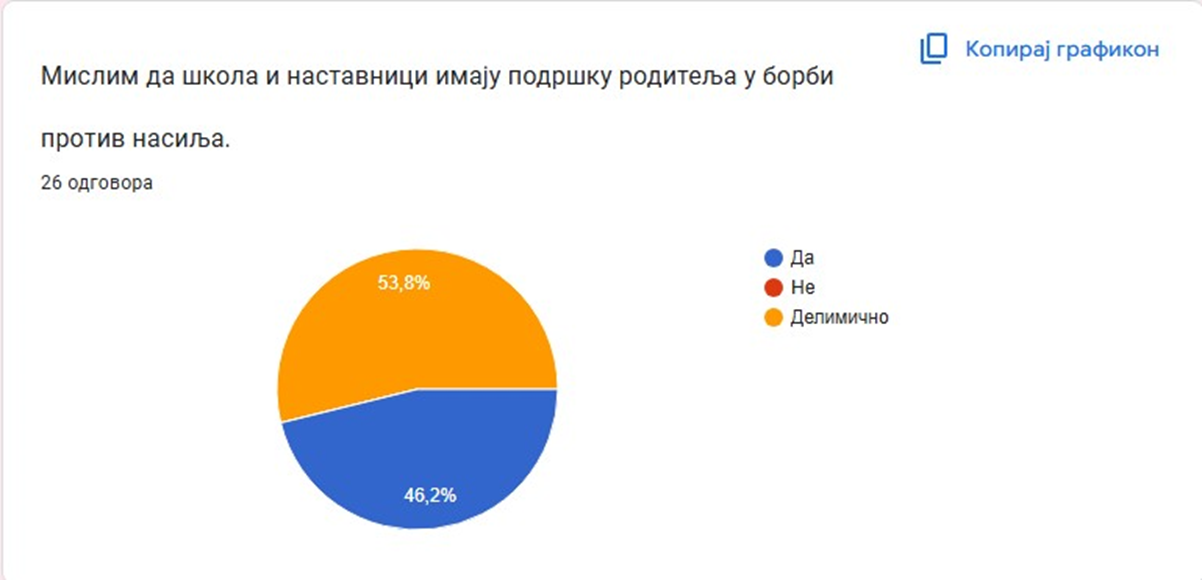 Копирај графикон
Мислим да школа и наставници имају подршку родитеља у борби
против насиља.
26 одговора
53,8%
46,2%
Да
Не
Делимично